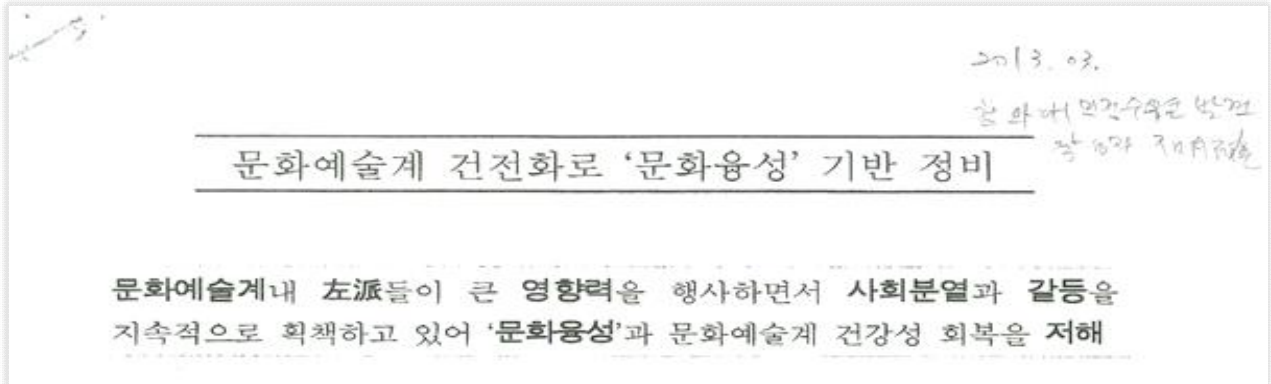 2013. 03.
청와대
문화예술계 건전화로 ‘문화융성’ 기반 정비
문화예술계내 左派들이 큰 영향력을 행사하면서 사회분열과 갈등을
지속적으로 획책하고 있어 ‘문화융성’과 문화예술계 건강성 회복을 저해